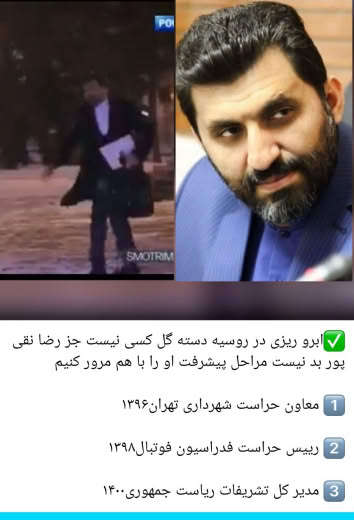 РО
SMOTRIM
✅ابرو ریزی در روسیه دسته گل کسی نیست جز رضا نقی
پور بد نیست مراحل پیشرفت او را با هم مرور کنیم
1️⃣ معاون حراست شهرداری تهران۱۳۹۶
2️⃣ رییس حراست فدراسیون فوتبال۱۳۹۸
3️⃣ مدیر کل تشریفات ریاست جمهوری۱۴۰۰